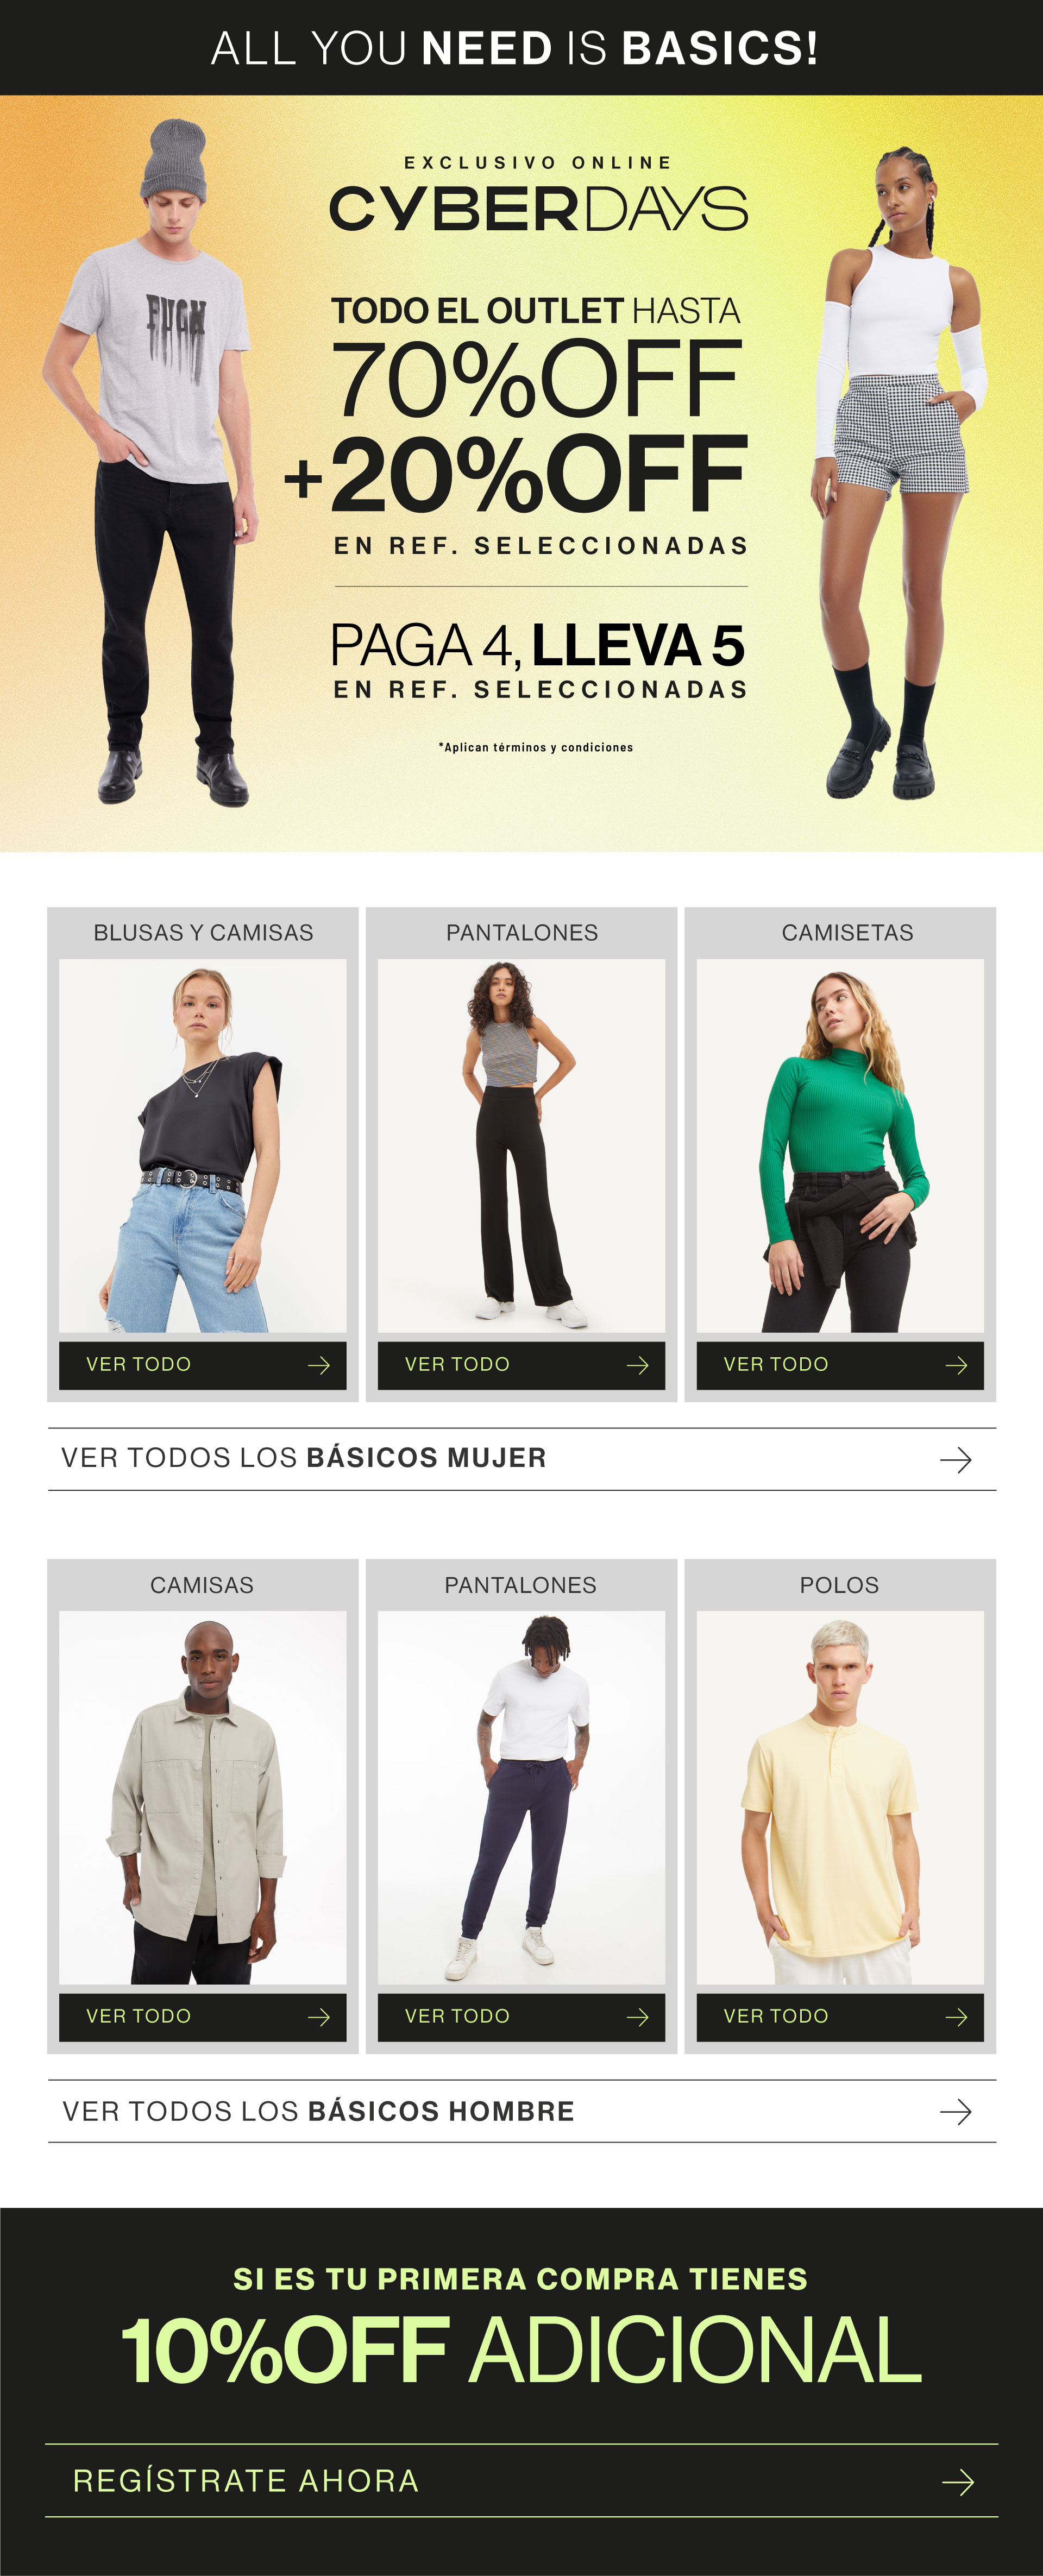 ALL YOU NEED IS BASICS!
EXCLUSIVO ONLINE
CYBERDAYS
TODO EL OUTLET HASTA
70%OFF
+20%OFF
EN REF. SELECCIONADAS
PAGA 4, LLEVA 5
EN REF. SELECCIONADAS
*Aplican términos y condiciones
BLUSAS Y CAMISAS
PANTALONES
CAMISETAS
VER TODO
VER TODO
VER TODO
VER TODOS LOS BÁSICOS MUJER
CAMISAS
PANTALONES
POLOS
VER TODO
VER TODO
VER TODO
VER TODOS LOS BÁSICOS HOMBRE
SI ES TU PRIMERA COMPRA TIENES
10%OFF ADICIONAL
REGÍSTRATE AHORA